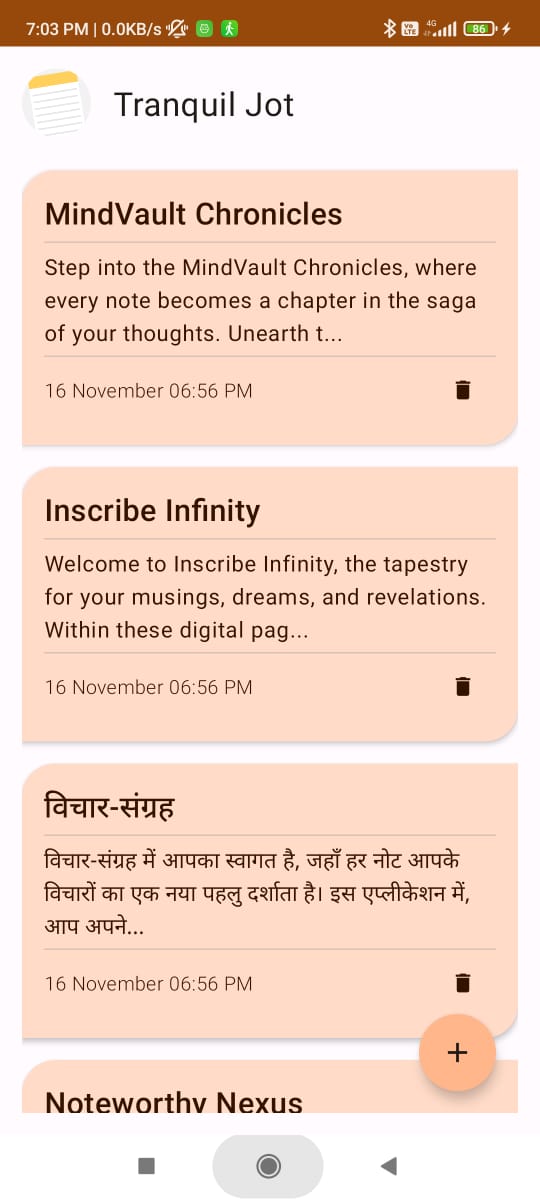 7:03 PM | 0.0KB/s
Vo LTE 4G 86
Tranquil Jot
MindVault Chronicles
Step into the MindVault Chronicles, where
every note becomes a chapter in the saga
of your thoughts. Unearth t...
16 November 06:56 PM
Inscribe Infinity
Welcome to Inscribe Infinity, the tapestry
for your musings, dreams, and revelations.
Within these digital pag...
16 November 06:56 PM
विचार-संग्रह
विचार-संग्रह में आपका स्वागत है, जहाँ हर नोट आपके
विचारों का एक नया पहलु दर्शाता है। इस एप्लीकेशन में,
आप अपने...
16 November 06:56 PM
+
Noteworthy Nexus